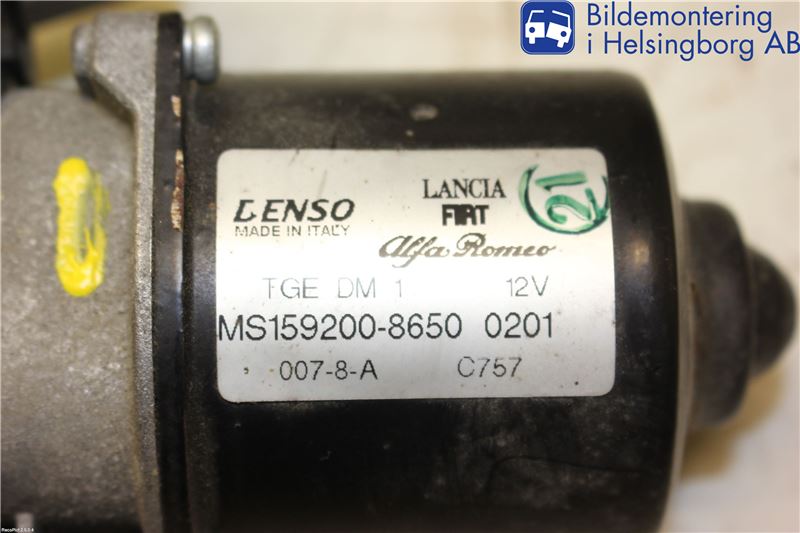 Bildemontering
i Helsingborg AB
DENSO
MADE IN ITALY
LANCIA
FIAT
Alfa Romeo
21
TGE DM 1 12V
MS159200-8650 0201
007-8-A C757